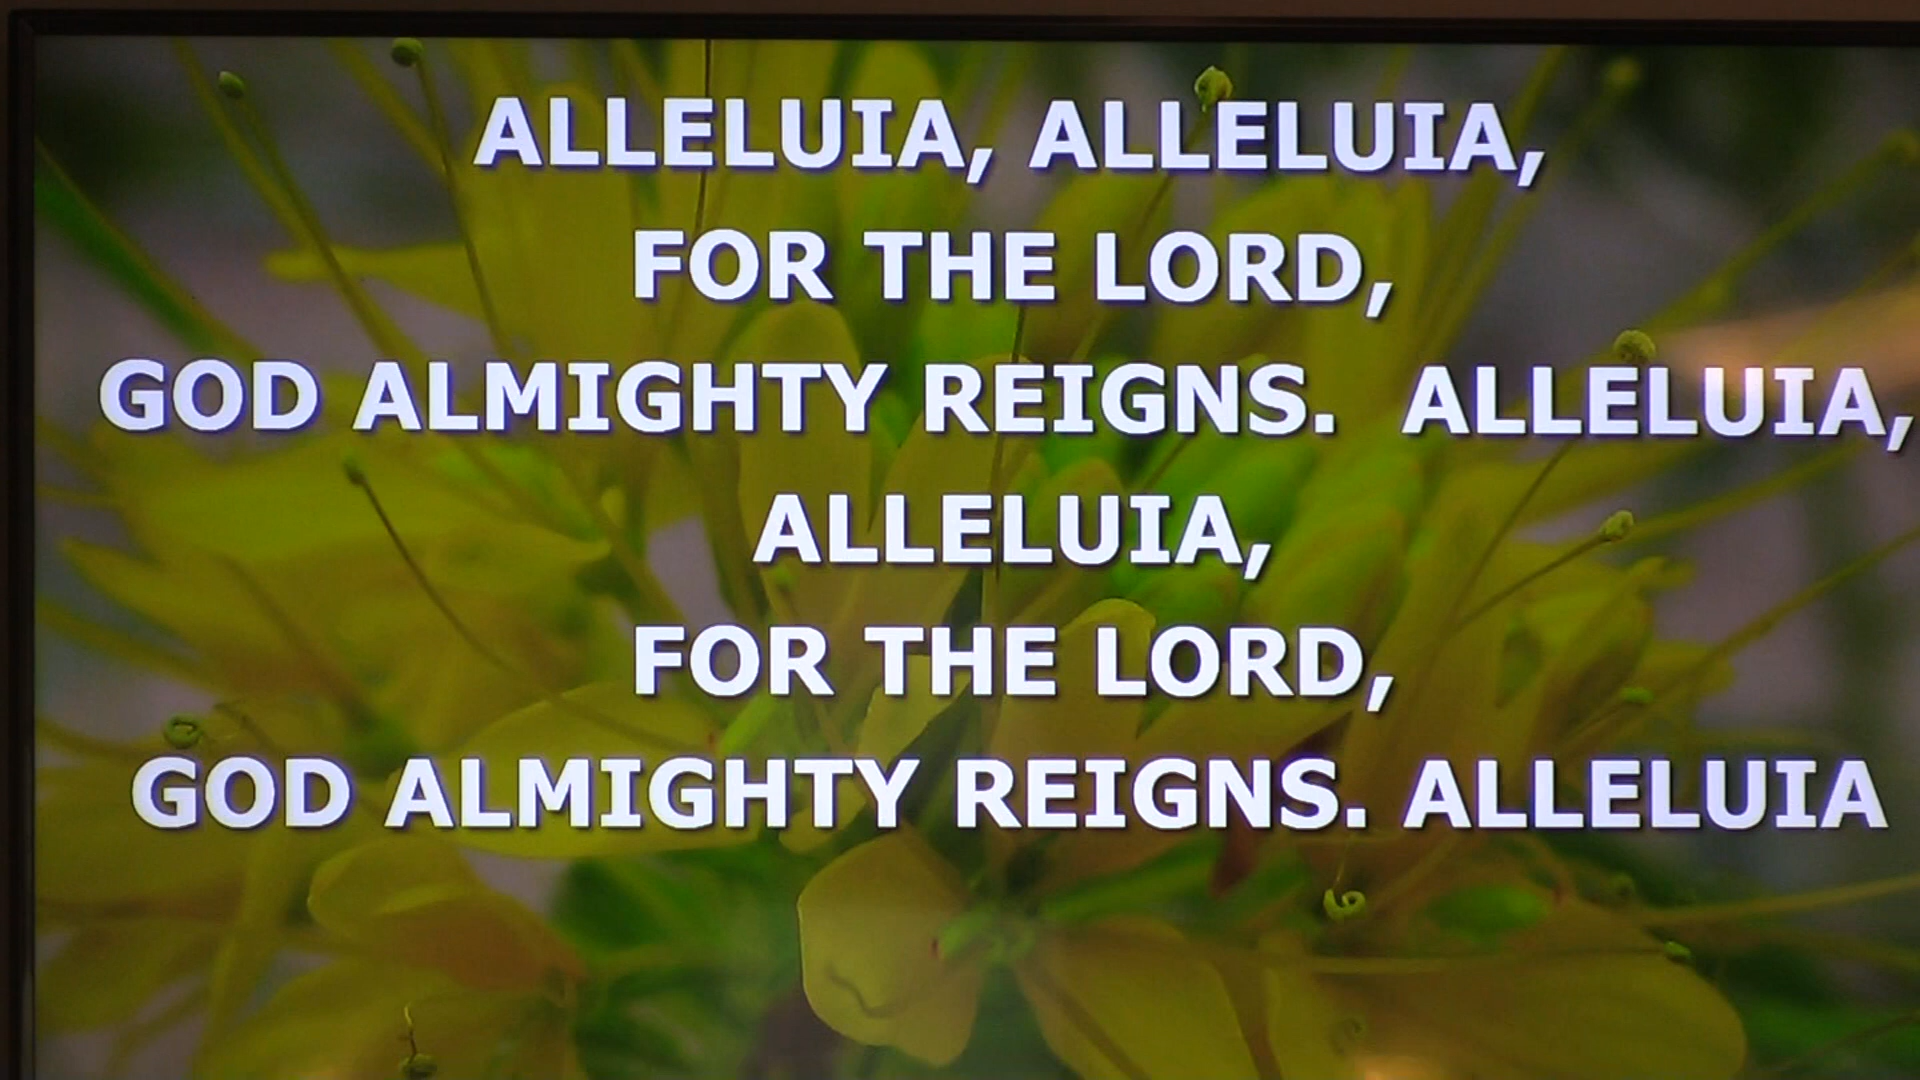 ALLELUIA, ALLELUIA,
FOR THE LORD,
GOD ALMIGHTY REIGNS.  ALLELUIA,
ALLELUIA,
FOR THE LORD,
GOD ALMIGHTY REIGNS. ALLELUIA